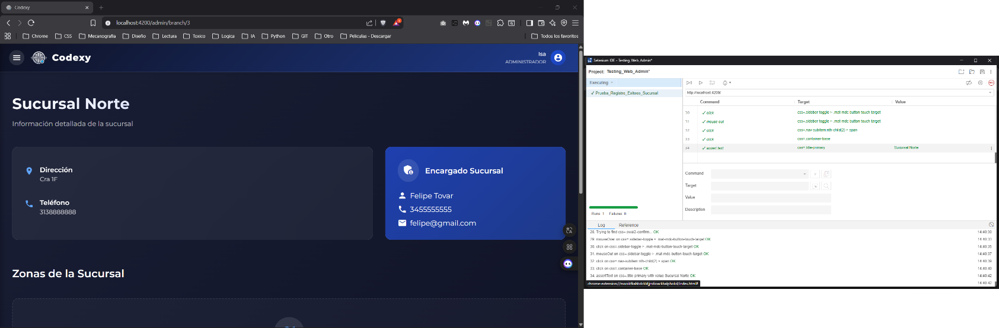 Codexy
localhost:4200/admin/branch/3
Chrome
CSS
Mecanografia
Diseño
Lectura
Toxico
Logica
IA
Python
GIT
Otro
Peliculas - Descargar
Todos los favoritos
Codexy
Isa
ADMINISTRADOR
Sucursal Norte
Información detallada de la sucursal
Dirección
Cra 1F
Teléfono
3138888888
Encargado Sucursal
Felipe Tovar
3455555555
felipe@gmail.com
Zonas de la Sucursal
Selenium IDE - Testing_Web_Admin*
Project: Testing_Web_Admin*
Executing
✓ Prueba_Registro_Exitoso_Sucursal
Runs: 1 Failures: 0
REC
http://localhost:4200/
Command Target Value
30 ✓ click css=.sidebar-toggle > .mat-mdc-button-touch-target
31 ✓ mouse out css=.sidebar-toggle > .mat-mdc-button-touch-target
32 ✓ click css=.nav-subitem:nth-child(2) > span
33 ✓ click css=.container-base
34 ✓ assert text css=.title-primary Sucursal Norte
Command
//
Target
Value
Description
Log Reference
28. Trying to find css=.swal2-confirm... OK 14:40:30
29. mouseOver on css=.sidebar-toggle > .mat-mdc-button-touch-target OK 14:40:33
30. click on css=.sidebar-toggle > .mat-mdc-button-touch-target OK 14:40:35
31. mouseOut on css=.sidebar-toggle > .mat-mdc-button-touch-target OK 14:40:37
32. click on css=.nav-subitem:nth-child(2) > span OK 14:40:39
33. click on css=.container-base OK 14:40:40
34. assertText on css=.title-primary with value Sucursal Norte OK 14:40:42
14:40:42